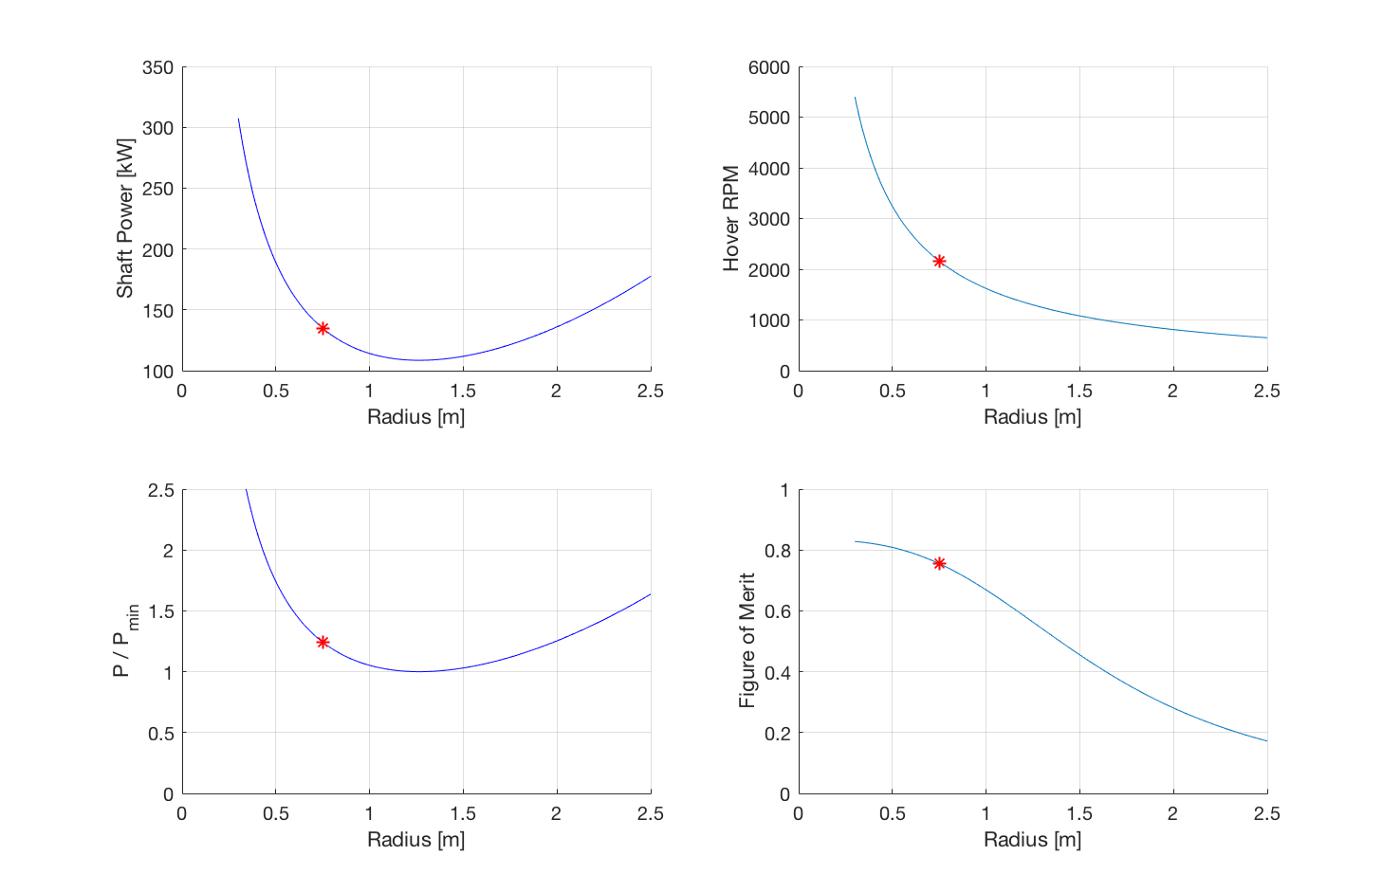 350
300
250
200
150
100
Shaft Power [kW]
0 0.5 1 1.5 2 2.5
Radius [m]
6000
5000
4000
3000
2000
1000
0
Hover RPM
0 0.5 1 1.5 2 2.5
Radius [m]
2.5
2
1.5
1
0.5
0
P / Pmin
0 0.5 1 1.5 2 2.5
Radius [m]
1
0.8
0.6
0.4
0.2
0
Figure of Merit
0 0.5 1 1.5 2 2.5
Radius [m]